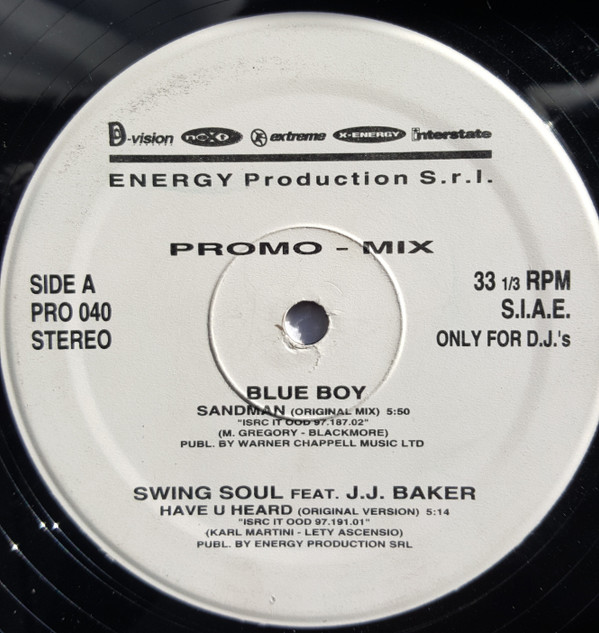 D-vision next extreme X-ENERGY interstate
ENERGY Production S.r.l.
PROMO - MIX
SIDE A
PRO 040
STEREO
33 1/3 RPM
S.I.A.E.
ONLY FOR D.J.'s
BLUE BOY
SANDMAN (ORIGINAL MIX) 5:50
"ISRC IT OOD 97.187.02"
(M. GREGORY - BLACKMORE)
PUBL. BY WARNER CHAPPELL MUSIC LTD
SWING SOUL FEAT. J.J. BAKER
HAVE U HEARD (ORIGINAL VERSION) 5:14
"ISRC IT OOD 97.191.01"
(KARL MARTINI - LETY ASCENSIO)
PUBL. BY ENERGY PRODUCTION SRL